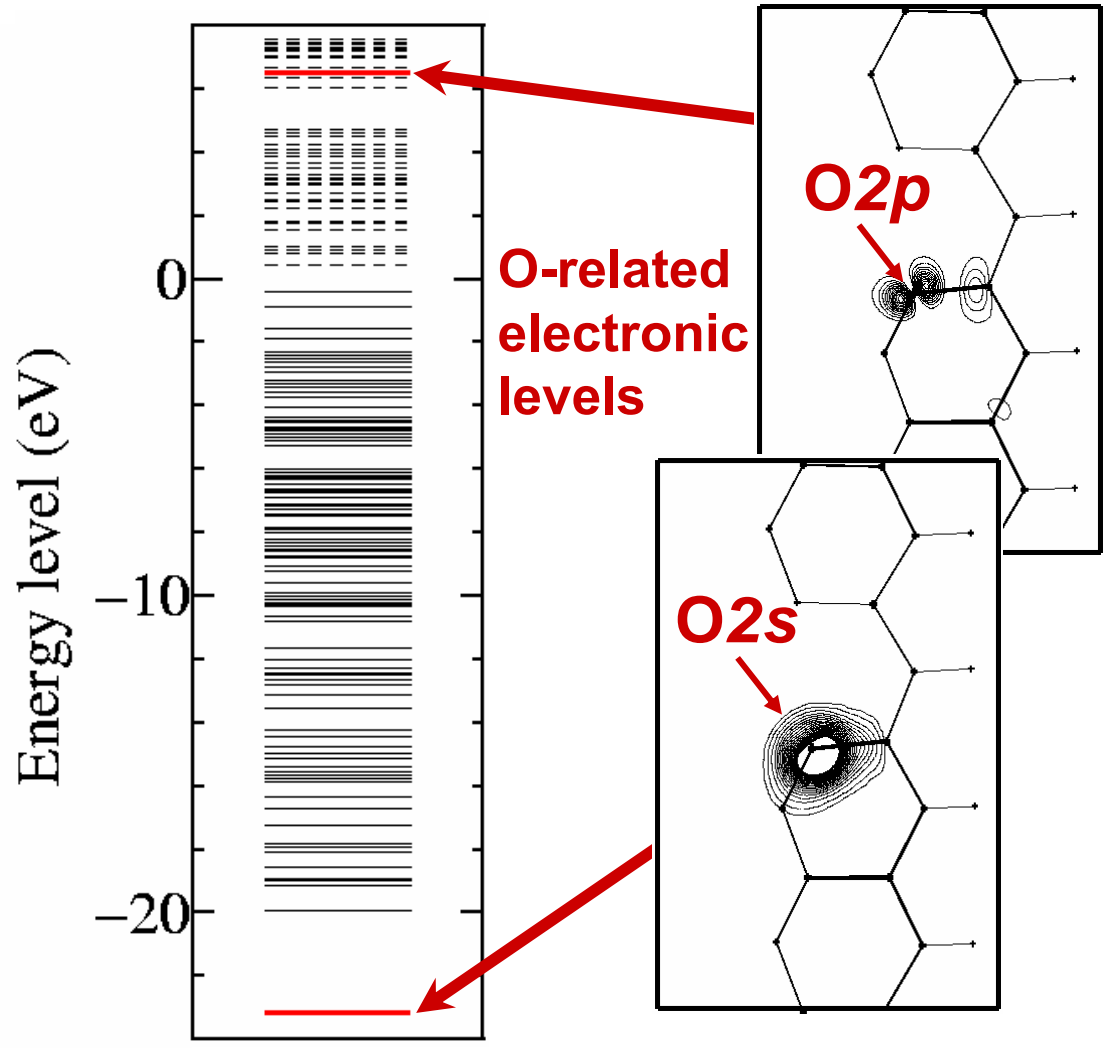 Energy level (eV)
0
−10
−20
O-related
electronic
levels
O2p
O2s